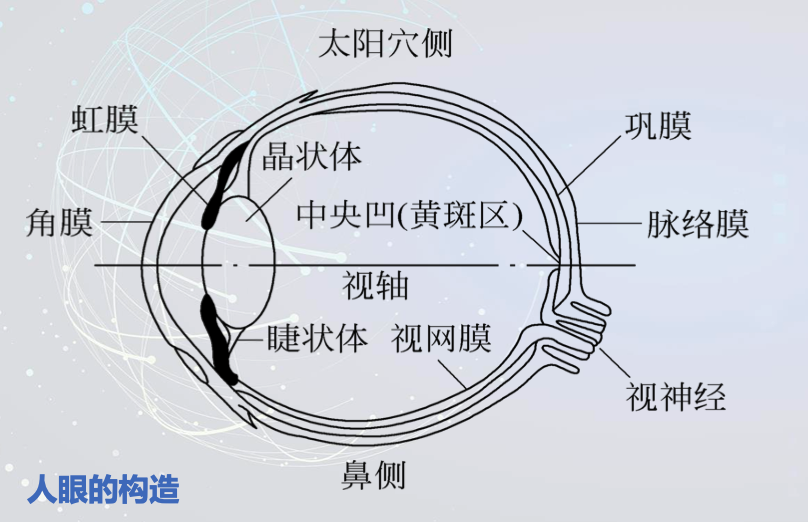 太阳穴侧
虹膜
巩膜
晶状体
角膜
中央凹(黄斑区)
脉络膜
视轴
睫状体
视网膜
视神经
鼻侧
人眼的构造